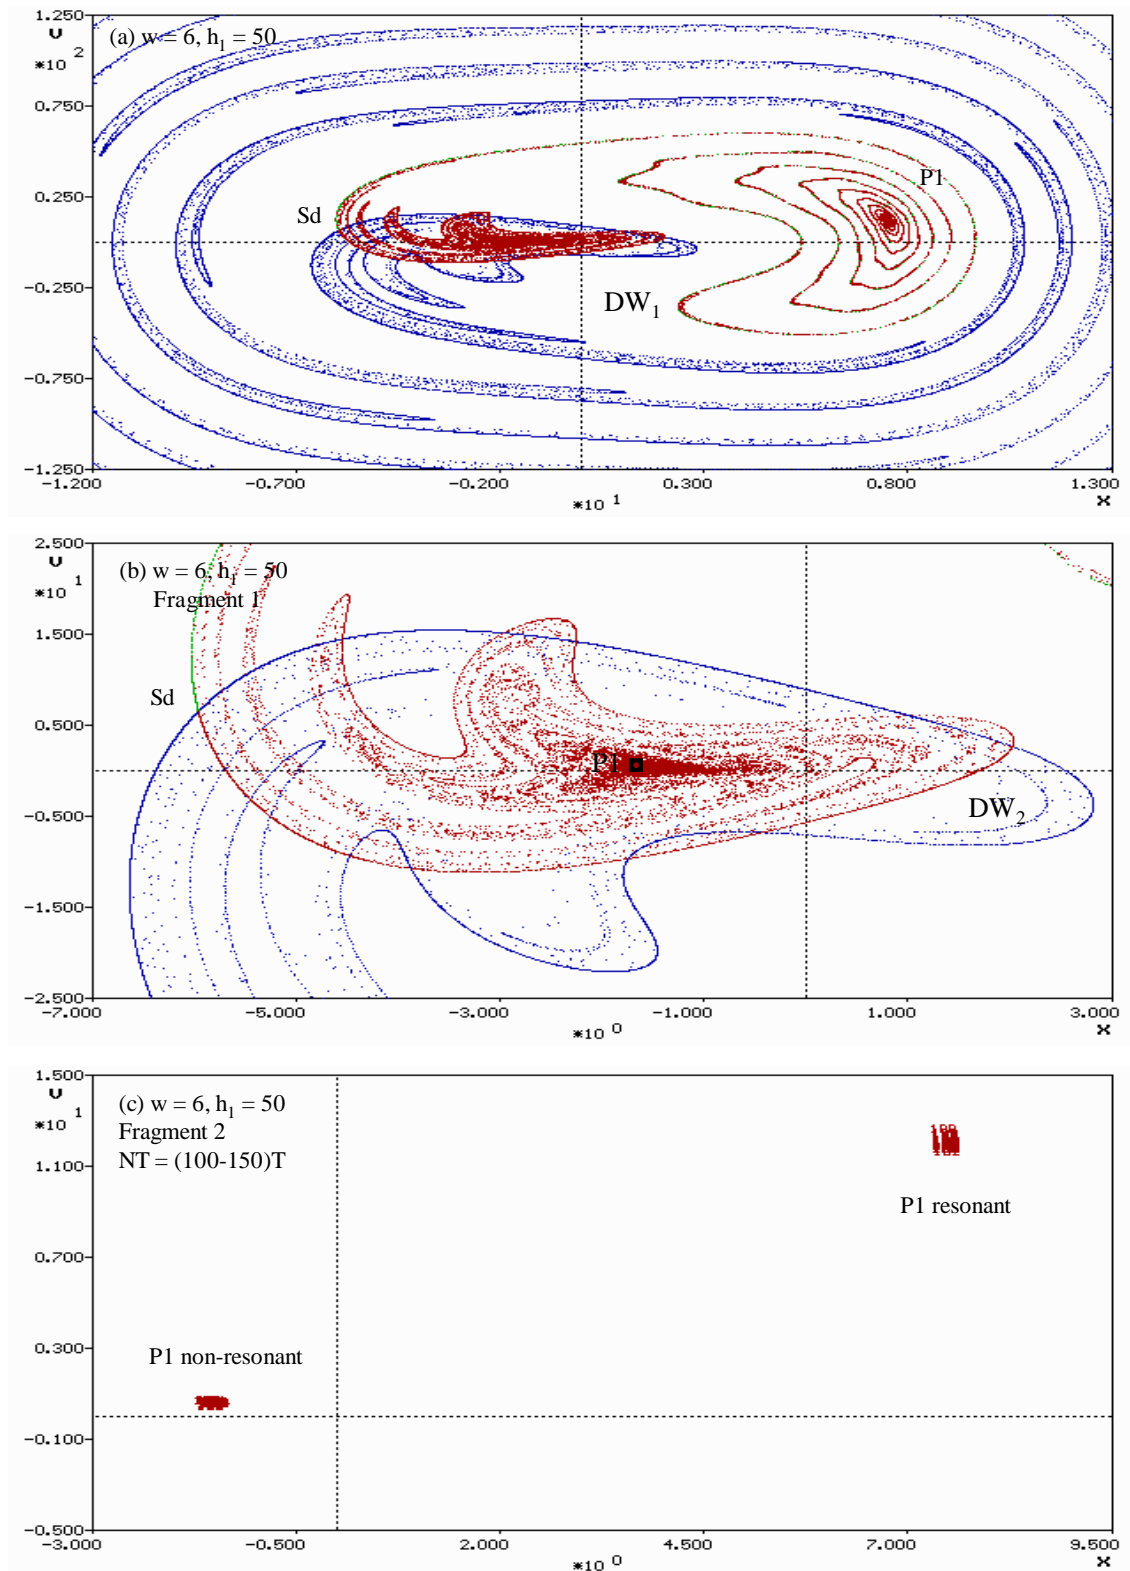 1.250
υ
*10 2
(a) w = 6, h1 = 50
0.750
0.250
-0.250
-0.750
-1.250
Sd
P1
DW1
-1.200 -0.700 -0.200 0.300 0.800 1.300
*10 1 X
2.500
υ
*10 1
(b) w = 6, h1 = 50
Fragment 1
1.500
0.500
-0.500
-1.500
-2.500
Sd
P1
DW2
-7.000 -5.000 -3.000 -1.000 1.000 3.000
*10 0 X
1.500
υ
*10 1
(c) w = 6, h1 = 50
Fragment 2
NT = (100-150)T
1.100
0.700
0.300
-0.100
-0.500
P1 resonant
P1 non-resonant
-3.000 -0.500 2.000 4.500 7.000 9.500
*10 0 X